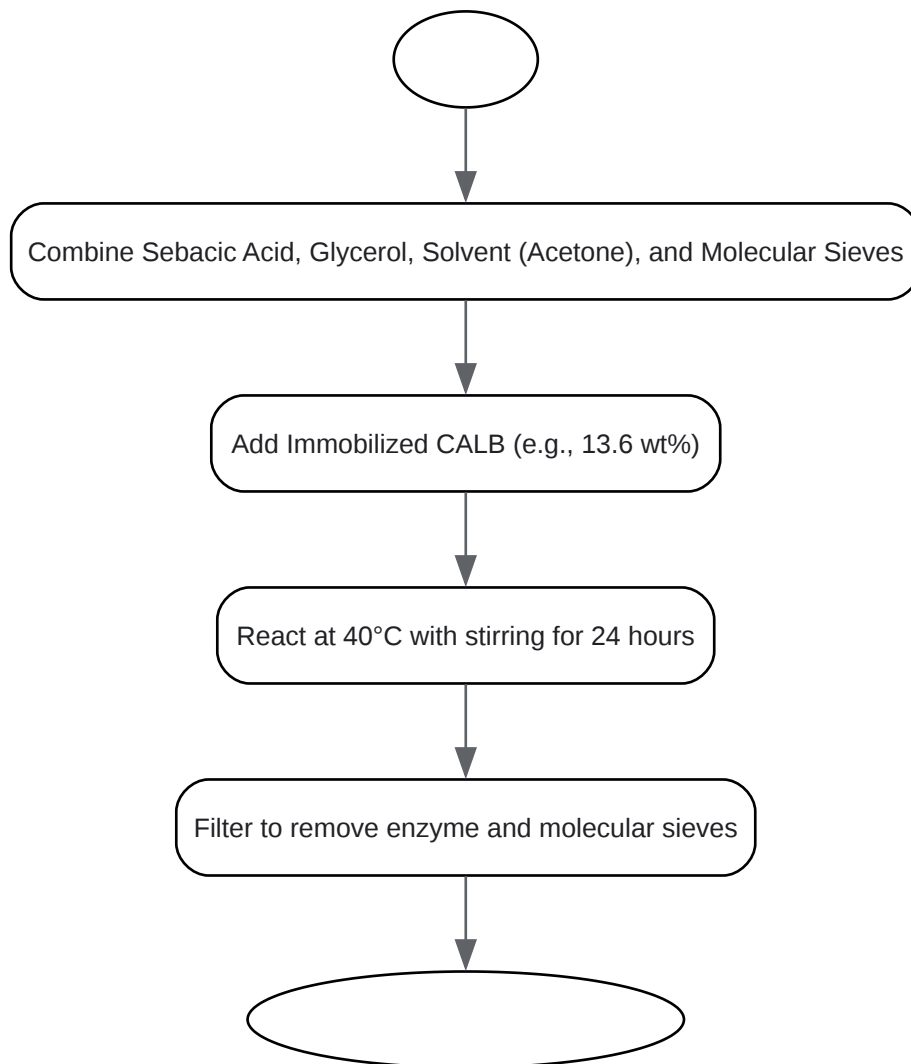 Combine Sebacic Acid, Glycerol, Solvent (Acetone), and Molecular Sieves
Add Immobilized CALB (e.g., 13.6 wt%)
React at 40°C with stirring for 24 hours
Filter to remove enzyme and molecular sieves